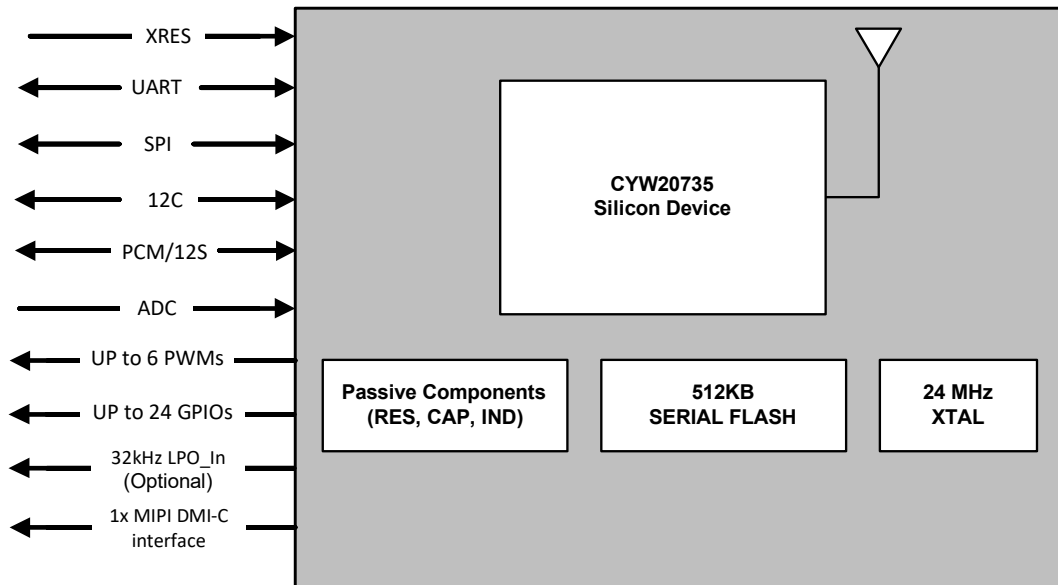 XRES
UART
SPI
12C
PCM/12S
ADC
UP to 6 PWMs
UP to 24 GPIOs
32kHz LPO_In
(Optional)
1x MIPI DMI-C
interface
CYW20735
Silicon Device
Passive Components
(RES, CAP, IND)
512KB
SERIAL FLASH
24 MHz
XTAL